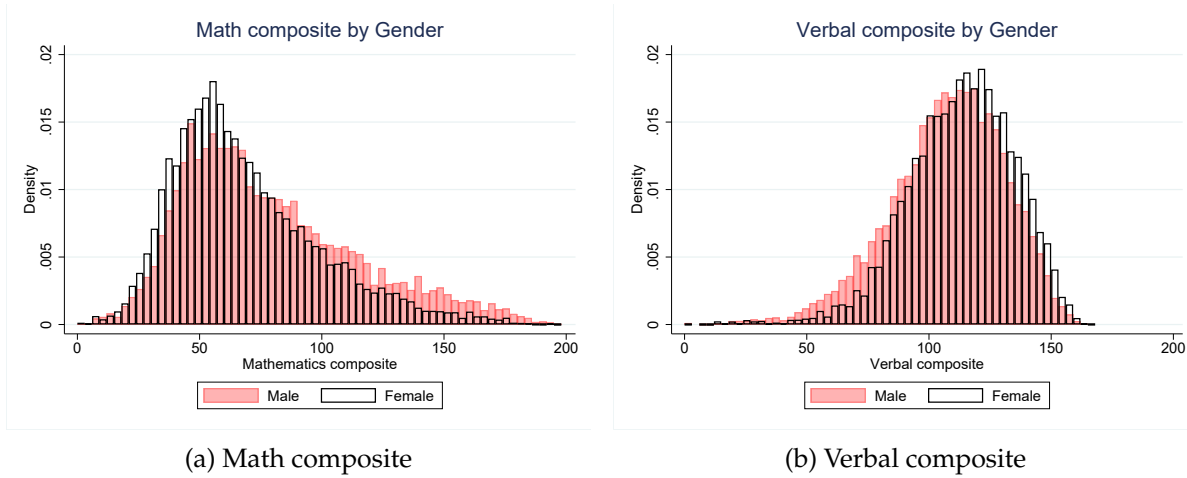 Math composite by Gender
.02
.015
.01
.005
0
Density
0 50 100 150 200
Mathematics composite
Male Female
(a) Math composite
Verbal composite by Gender
.02
.015
.01
.005
0
Density
0 50 100 150 200
Verbal composite
Male Female
(b) Verbal composite